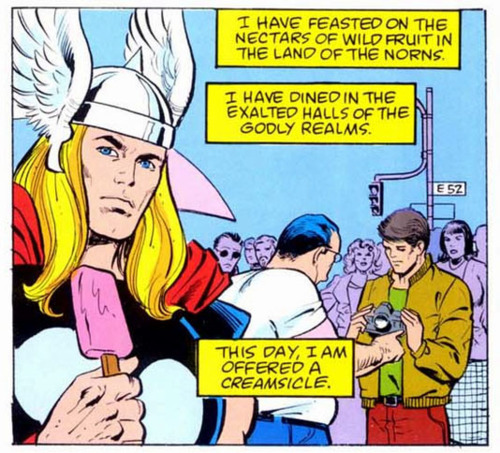 I HAVE FEASTED ON THE
NECTARS OF WILD FRUIT IN
THE LAND OF THE NORNS.
I HAVE DINED IN THE
EXALTED HALLS OF THE
GODLY REALMS.
E 52
THIS DAY, I AM
OFFERED A
CREAMSICLE.